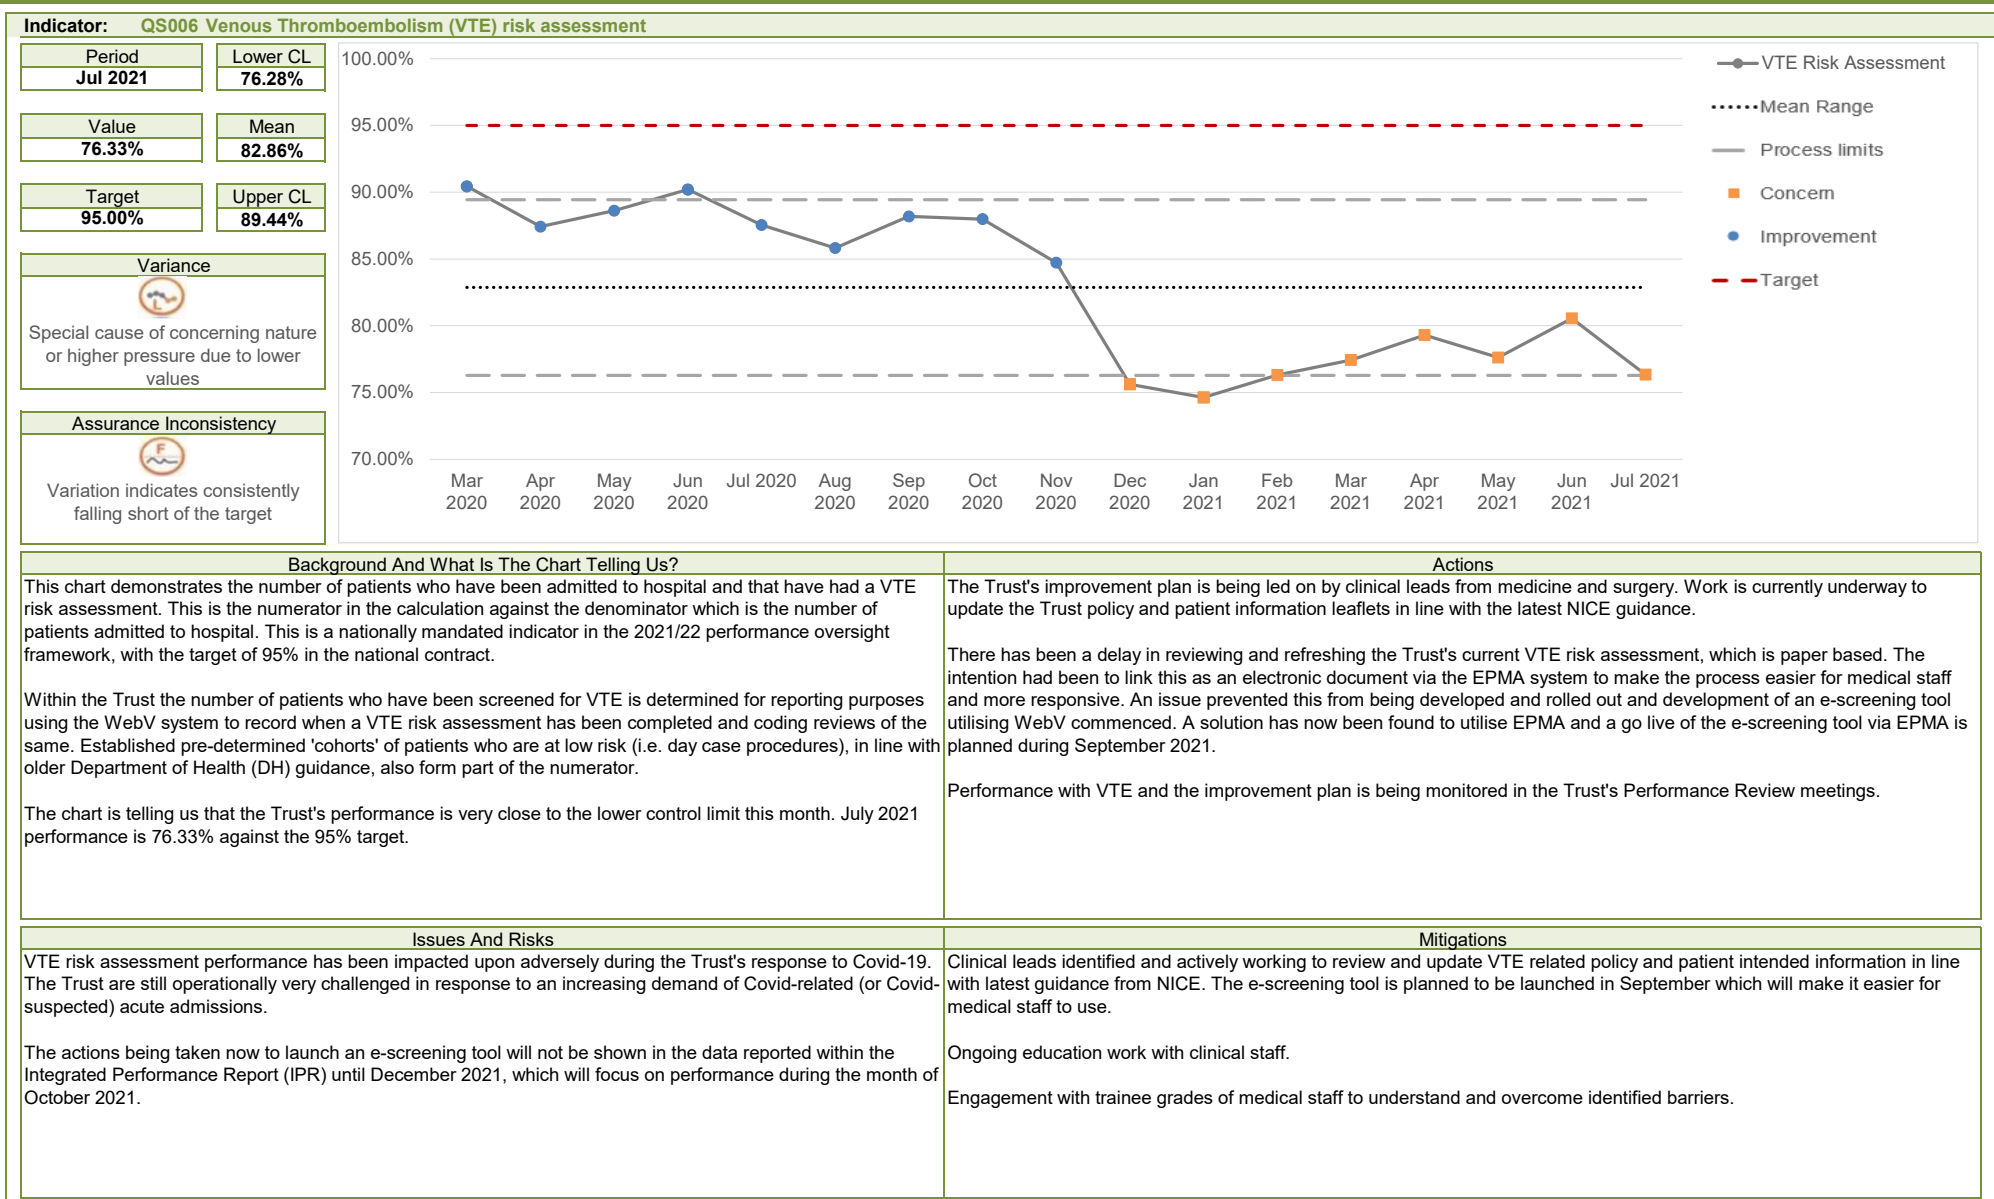 Indicator: QS006 Venous Thromboembolism (VTE) risk assessment
Period
Jul 2021
Lower CL
76.28%
Value
76.33%
Mean
82.86%
Target
95.00%
Upper CL
89.44%
Variance
L
Special cause of concerning nature
or higher pressure due to lower
values
Assurance Inconsistency
F
Variation indicates consistently
falling short of the target
100.00%
95.00%
90.00%
85.00%
80.00%
75.00%
70.00%
Mar 2020
Apr 2020
May 2020
Jun 2020
Jul 2020
Aug 2020
Sep 2020
Oct 2020
Nov 2020
Dec 2020
Jan 2021
Feb 2021
Mar 2021
Apr 2021
May 2021
Jun 2021
Jul 2021
VTE Risk Assessment
Mean Range
Process limits
Concern
Improvement
Target
Background And What Is The Chart Telling Us?
This chart demonstrates the number of patients who have been admitted to hospital and that have had a VTE
risk assessment. This is the numerator in the calculation against the denominator which is the number of
patients admitted to hospital. This is a nationally mandated indicator in the 2021/22 performance oversight
framework, with the target of 95% in the national contract.
Within the Trust the number of patients who have been screened for VTE is determined for reporting purposes
using the WebV system to record when a VTE risk assessment has been completed and coding reviews of the
same. Established pre-determined 'cohorts' of patients who are at low risk (i.e. day case procedures), in line with
older Department of Health (DH) guidance, also form part of the numerator.
The chart is telling us that the Trust's performance is very close to the lower control limit this month. July 2021
performance is 76.33% against the 95% target.
Actions
The Trust's improvement plan is being led on by clinical leads from medicine and surgery. Work is currently underway to
update the Trust policy and patient information leaflets in line with the latest NICE guidance.
There has been a delay in reviewing and refreshing the Trust's current VTE risk assessment, which is paper based. The
intention had been to link this as an electronic document via the EPMA system to make the process easier for medical staff
and more responsive. An issue prevented this from being developed and rolled out and development of an e-screening tool
utilising WebV commenced. A solution has now been found to utilise EPMA and a go live of the e-screening tool via EPMA is
planned during September 2021.
Performance with VTE and the improvement plan is being monitored in the Trust's Performance Review meetings.
Issues And Risks
VTE risk assessment performance has been impacted upon adversely during the Trust's response to Covid-19.
The Trust are still operationally very challenged in response to an increasing demand of Covid-related (or Covid-
suspected) acute admissions.
The actions being taken now to launch an e-screening tool will not be shown in the data reported within the
Integrated Performance Report (IPR) until December 2021, which will focus on performance during the month of
October 2021.
Mitigations
Clinical leads identified and actively working to review and update VTE related policy and patient intended information in line
with latest guidance from NICE. The e-screening tool is planned to be launched in September which will make it easier for
medical staff to use.
Ongoing education work with clinical staff.
Engagement with trainee grades of medical staff to understand and overcome identified barriers.